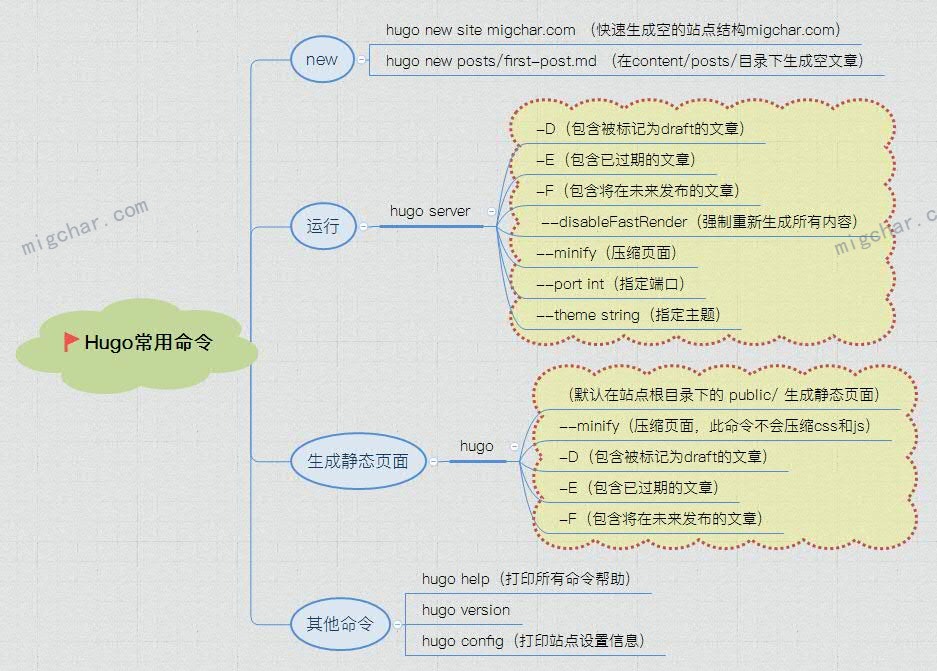 Hugo常用命令
new
hugo new site migchar.com （快速生成空的站点结构migchar.com）
hugo new posts/first-post.md （在content/posts/目录下生成空文章）
运行
hugo server
-D（包含被标记为draft的文章）
-E（包含已过期的文章）
-F（包含将在未来发布的文章）
--disableFastRender（强制重新生成所有内容）
--minify（压缩页面）
--port int（指定端口）
--theme string（指定主题）
生成静态页面
hugo
（默认在站点根目录下的 public/ 生成静态页面）
--minify（压缩页面，此命令不会压缩css和js）
-D（包含被标记为draft的文章）
-E（包含已过期的文章）
-F（包含将在未来发布的文章）
其他命令
hugo help（打印所有命令帮助）
hugo version
hugo config（打印站点设置信息）
migchar.com
migchar.co